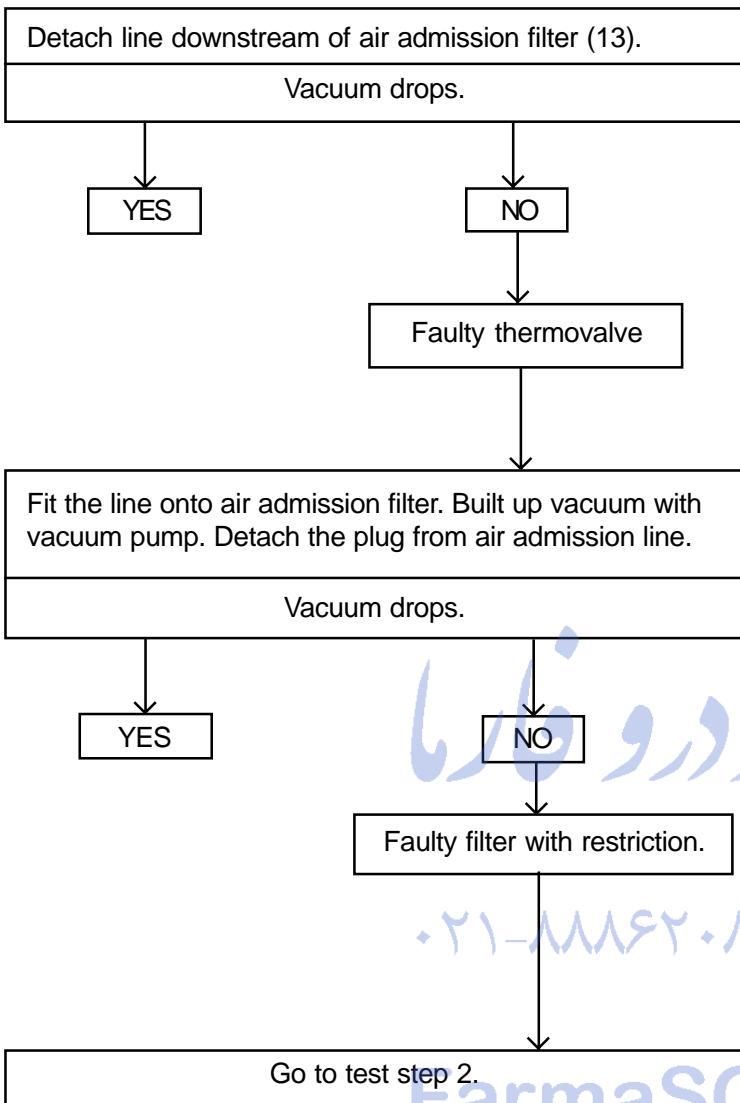 Detach line downstream of air admission filter (13).
Vacuum drops.
YES
NO
Faulty thermovalve
Fit the line onto air admission filter. Built up vacuum with
vacuum pump. Detach the plug from air admission line.
Vacuum drops.
YES
NO
Faulty filter with restriction.
Go to test step 2.